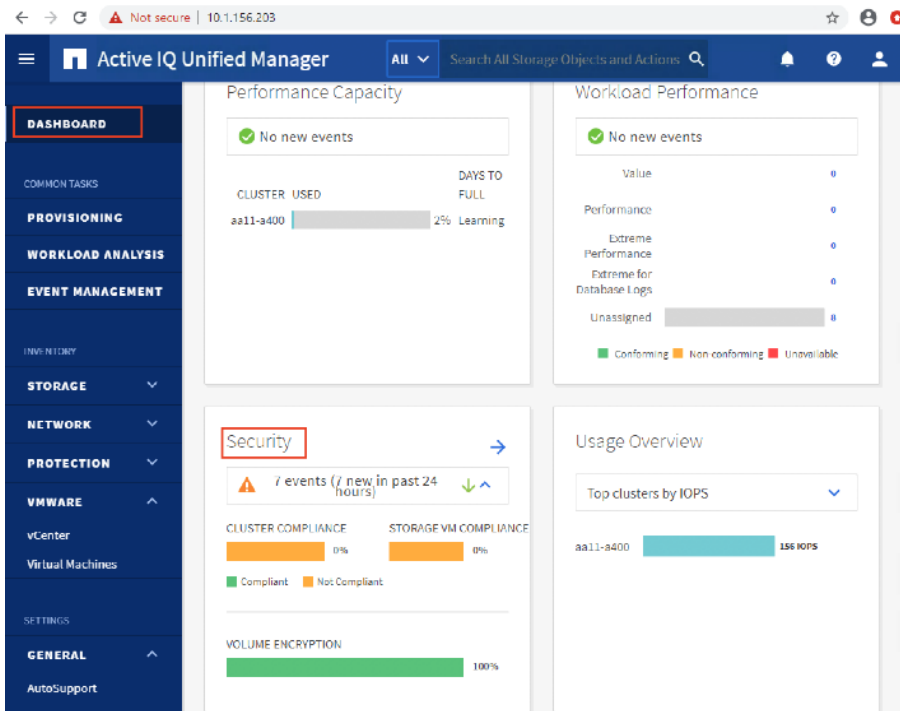 Not secure | 10.1.156.203
Active IQ Unified Manager
All
Search All Storage Objects and Actions
DASHBOARD
COMMON TASKS
PROVISIONING
WORKLOAD ANALYSIS
EVENT MANAGEMENT
INVENTORY
STORAGE
NETWORK
PROTECTION
VMWARE
vCenter
Virtual Machines
SETTINGS
GENERAL
AutoSupport
Performance Capacity
No new events
CLUSTER USED
DAYS TO
FULL
aa11-a400
2% Learning
Workload Performance
No new events
Value 0
Performance 0
Extreme
Performance 0
Extreme for
Database Logs 0
Unassigned 8
Conforming Non-conforming Unavailable
Security
7 events (7 new in past 24
hours)
CLUSTER COMPLIANCE
0%
STORAGE VM COMPLIANCE
0%
Compliant Not Compliant
VOLUME ENCRYPTION
100%
Usage Overview
Top clusters by IOPS
aa11-a400 156 IOPS